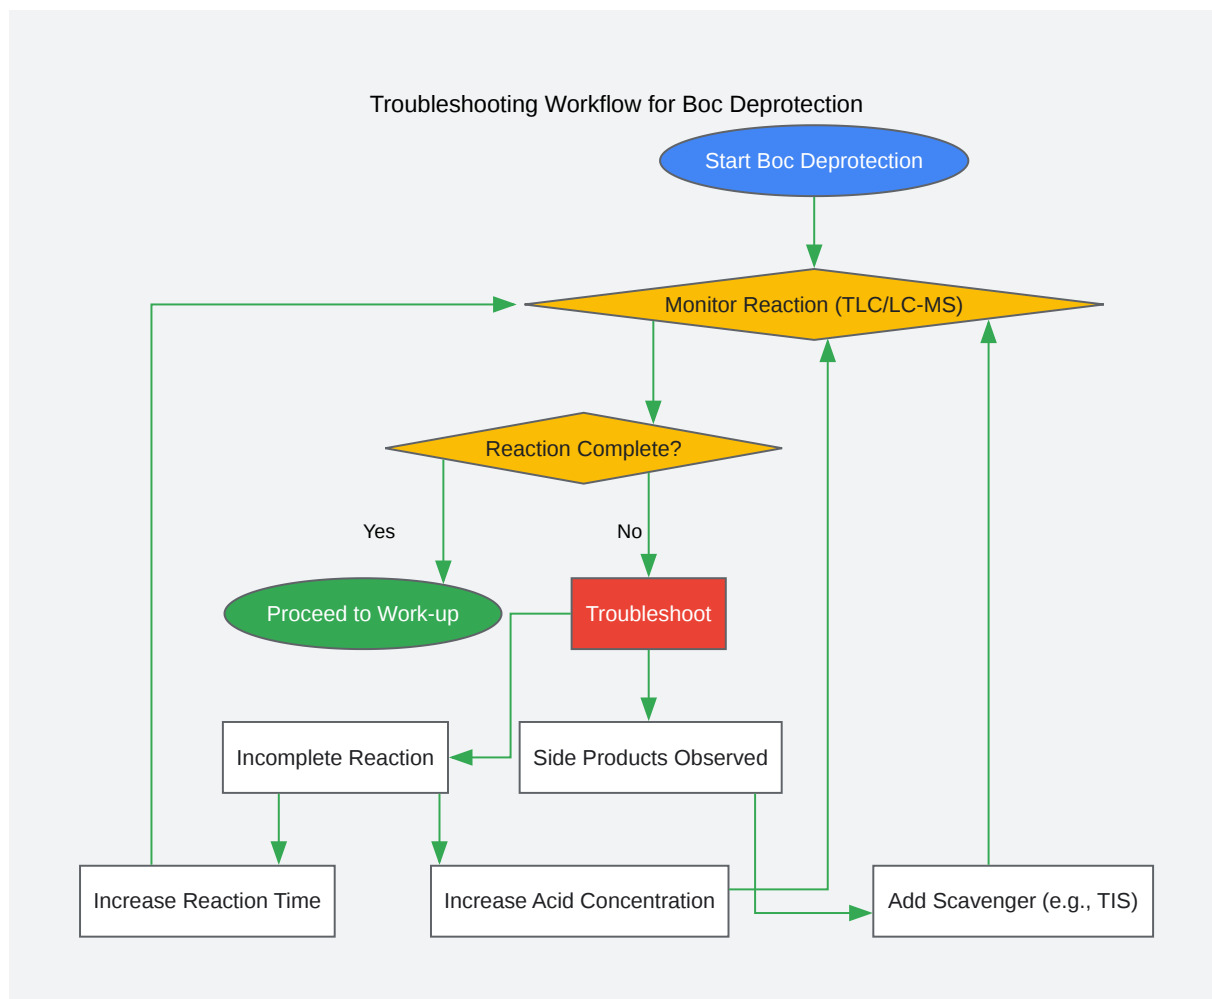 Troubleshooting Workflow for Boc Deprotection
Start Boc Deprotection
Monitor Reaction (TLC/LC-MS)
Reaction Complete?
Yes
No
Proceed to Work-up
Troubleshoot
Incomplete Reaction
Side Products Observed
Increase Reaction Time
Increase Acid Concentration
Add Scavenger (e.g., TIS)